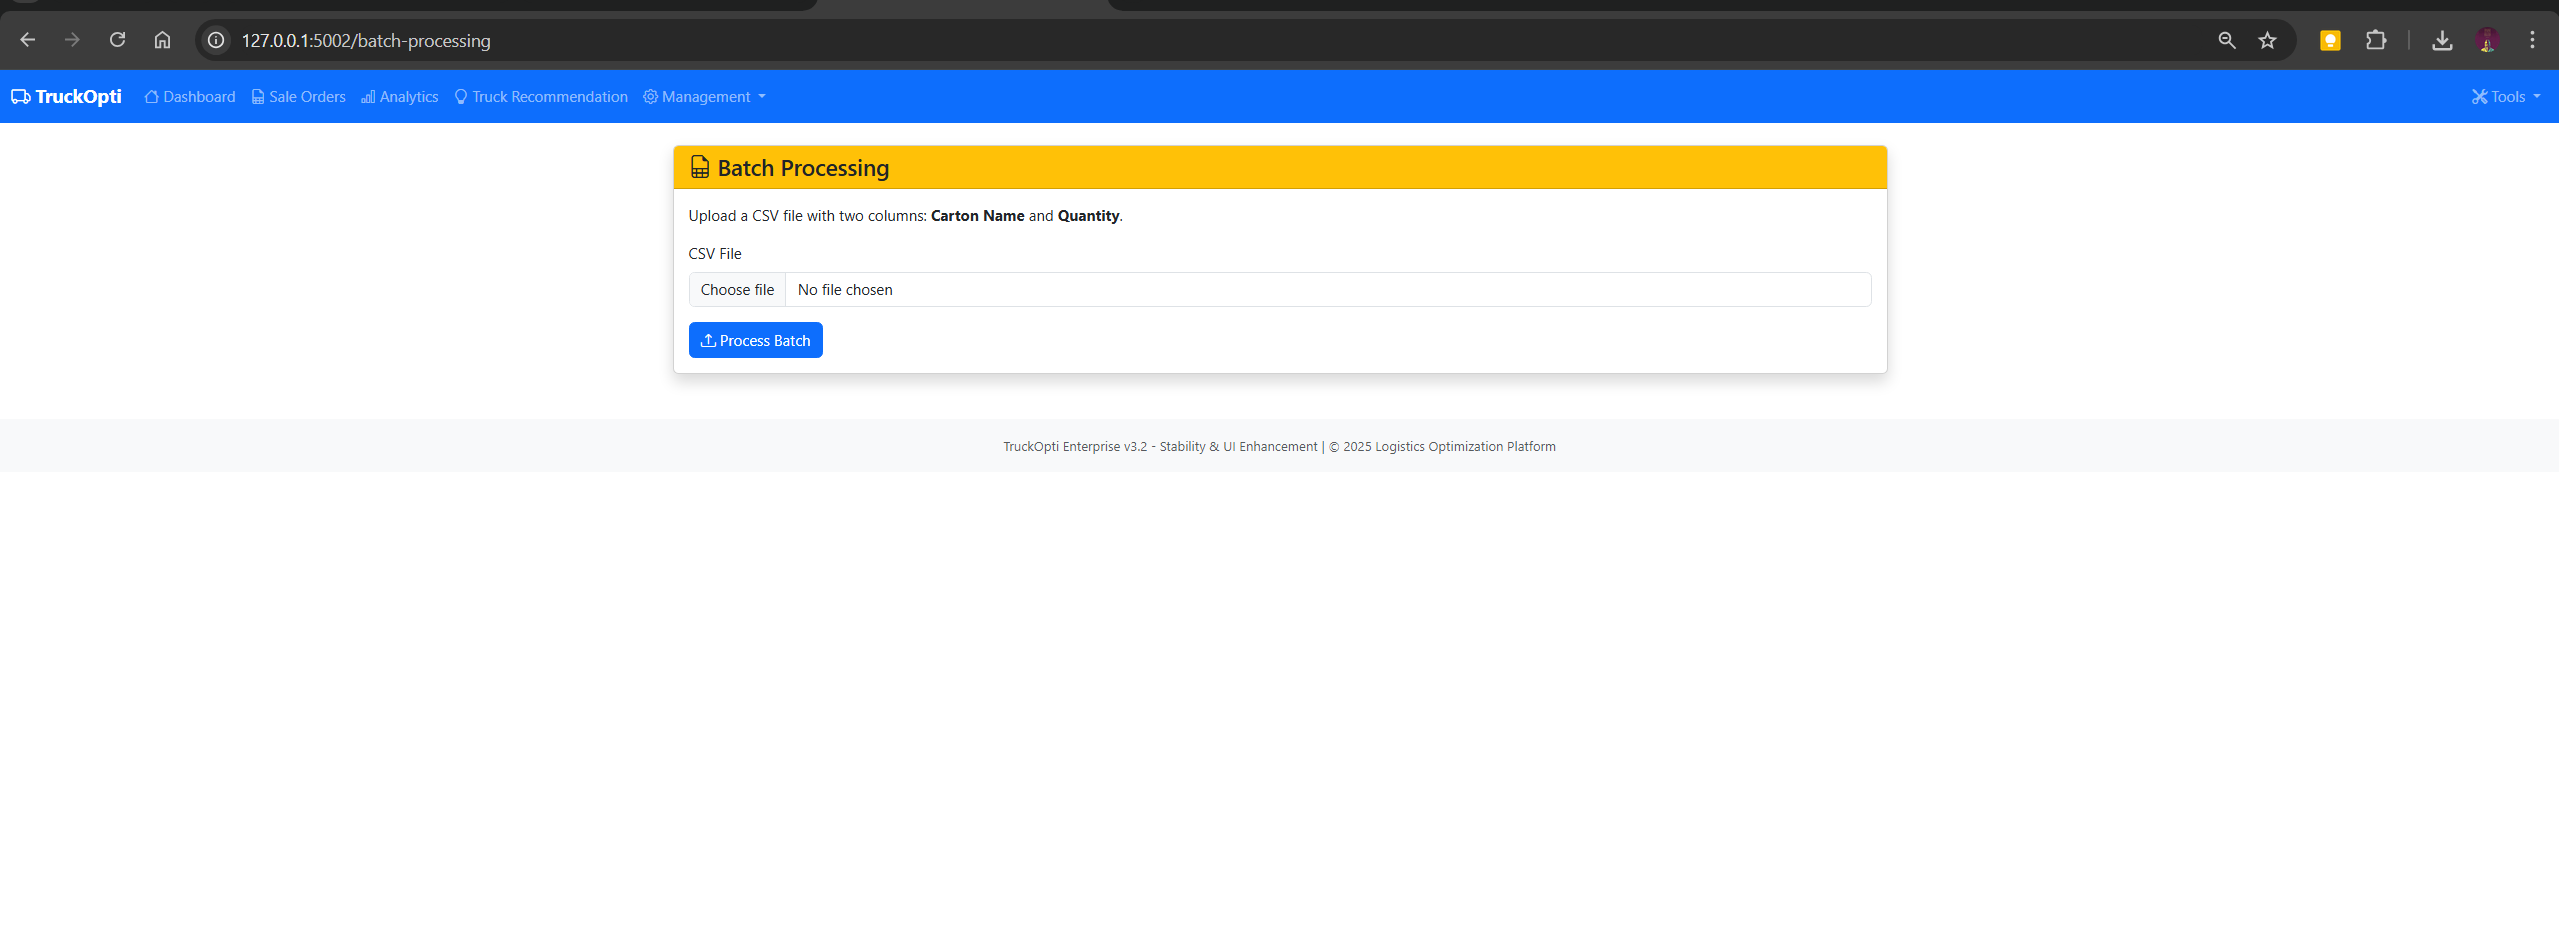 127.0.0.1:5002/batch-processing
TruckOpti Dashboard Sale Orders Analytics Truck Recommendation Management Tools
Batch Processing
Upload a CSV file with two columns: Carton Name and Quantity.
CSV File
Choose file No file chosen
Process Batch
TruckOpti Enterprise v3.2 - Stability & UI Enhancement | © 2025 Logistics Optimization Platform